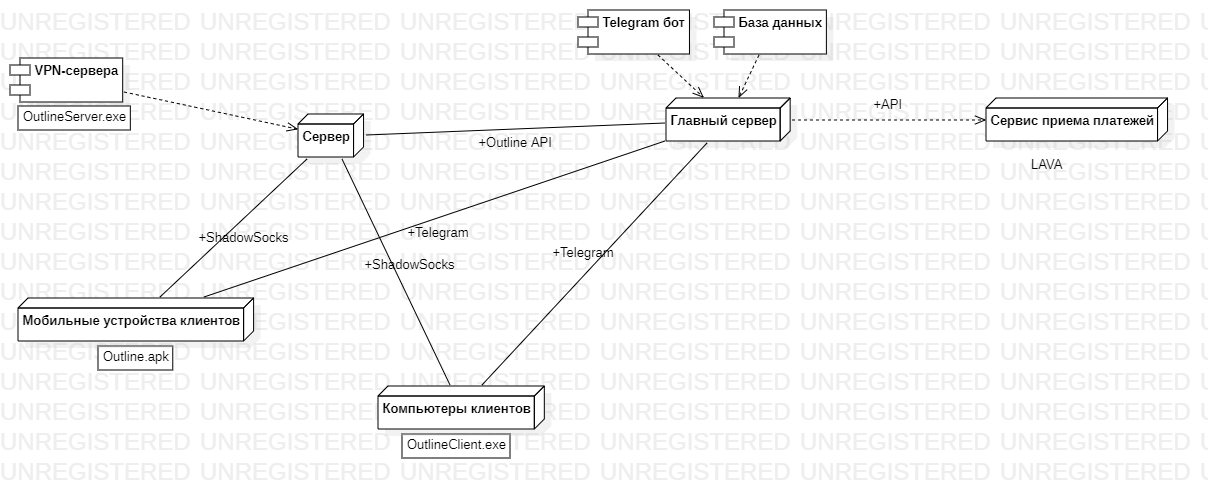 Telegram бот
База данных
VPN-сервера
OutlineServer.exe
Сервер
Главный сервер
+API
Сервис приема платежей
+Outline API
LAVA
+ShadowSocks
+Telegram
+Telegram
+ShadowSocks
Мобильные устройства клиентов
Outline.apk
Компьютеры клиентов
OutlineClient.exe
UNREGISTERED UNREGISTERED UNREGISTERED UNREGISTERED UNREGISTERED UNREGISTERED